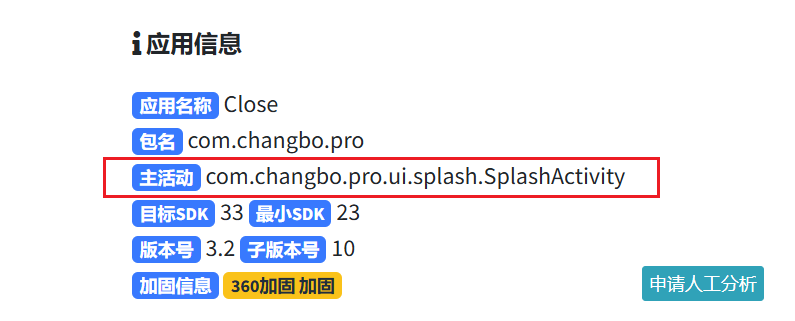 应用信息
应用名称 Close
包名 com.changbo.pro
主活动 com.changbo.pro.ui.splash.SplashActivity
目标SDK 33 最小SDK 23
版本号 3.2 子版本号 10
加固信息 360加固 加固
申请人工分析